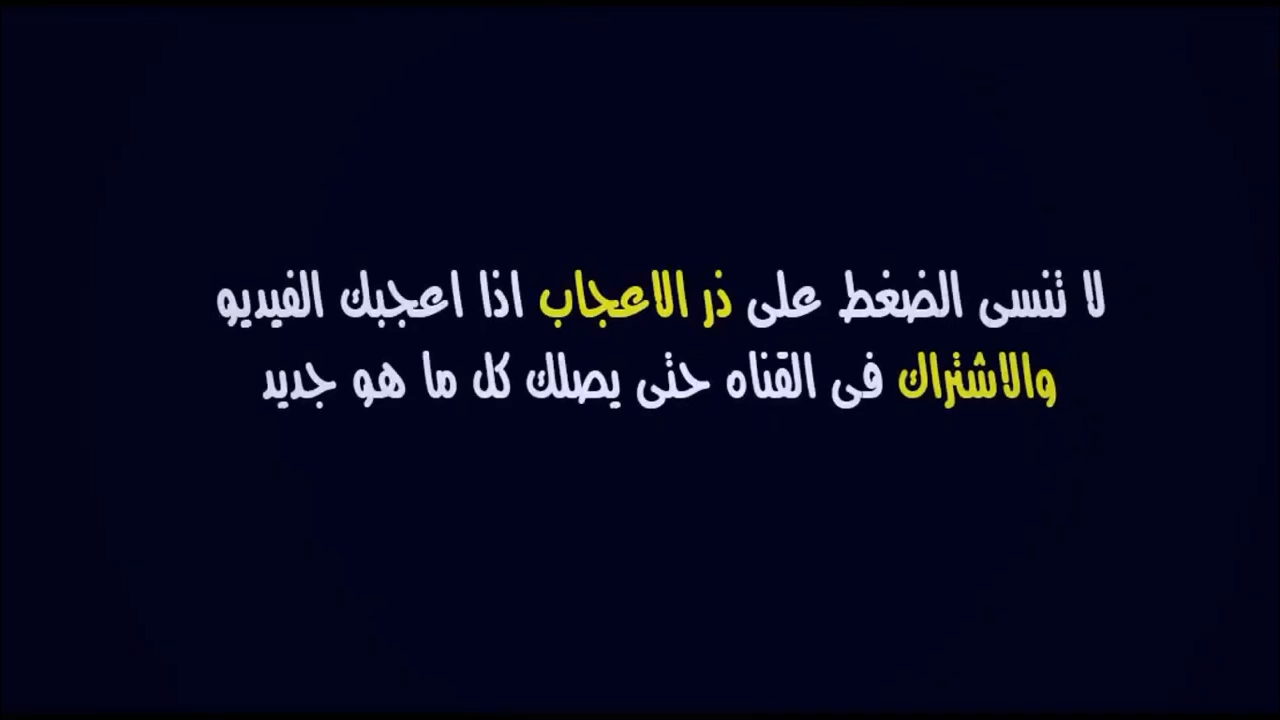 لا تنسى الضغط على ذر الاعجاب اذا اعجبك الفيديو
والاشتراك فى القناه حتى يصلك كل ما هو جديد